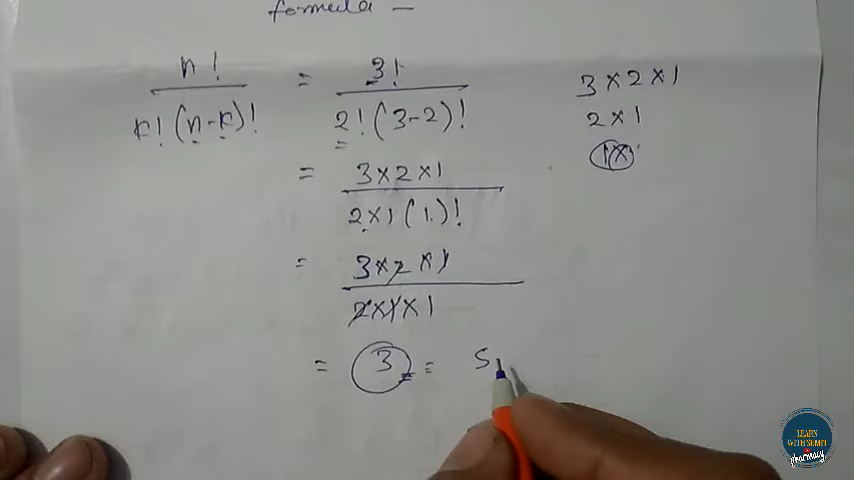 formula —
n! / r!(n-r)! = 3! / 2!(3-2)!
= 3×2×1 / 2×1(1)!
= 3×2×1 / 2×1×1
= 3 =
3×2×1
2×1
LEARN
WITH SUMIT
pharmacy